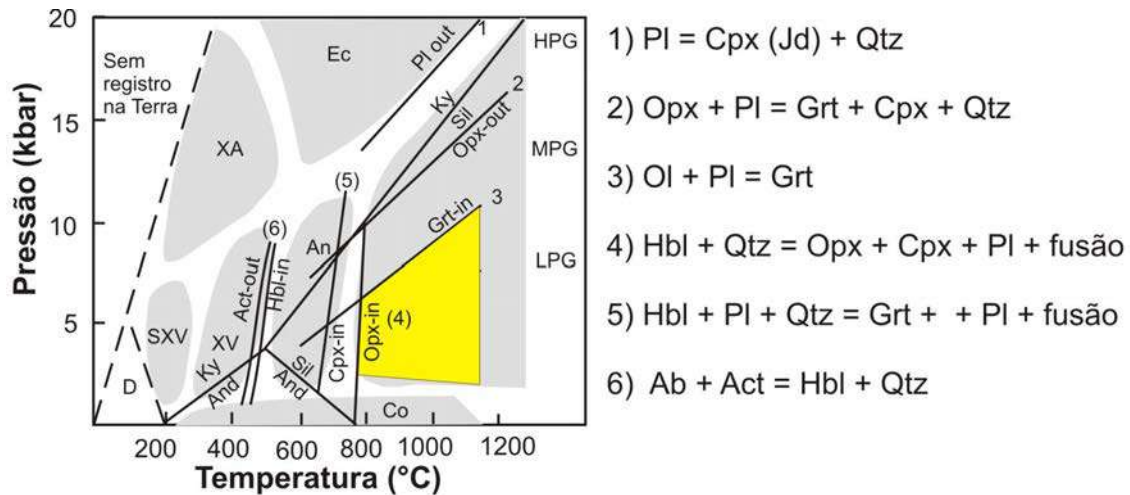 20
15
10
5
Pressão (kbar)
Sem
registro
na Terra
Ec
XA
SXV
D
XV
An
Co
HPG
MPG
LPG
Pl out
1
Ky
Sil
Opx-out
2
Grt-in
3
(5)
(6)
Act-out
Hbl-in
Cpx-in
Opx-in
(4)
Ky
And
Sil
And
200 400 600 800 1000 1200
Temperatura (°C)
1) Pl = Cpx (Jd) + Qtz
2) Opx + Pl = Grt + Cpx + Qtz
3) Ol + Pl = Grt
4) Hbl + Qtz = Opx + Cpx + Pl + fusão
5) Hbl + Pl + Qtz = Grt + + Pl + fusão
6) Ab + Act = Hbl + Qtz